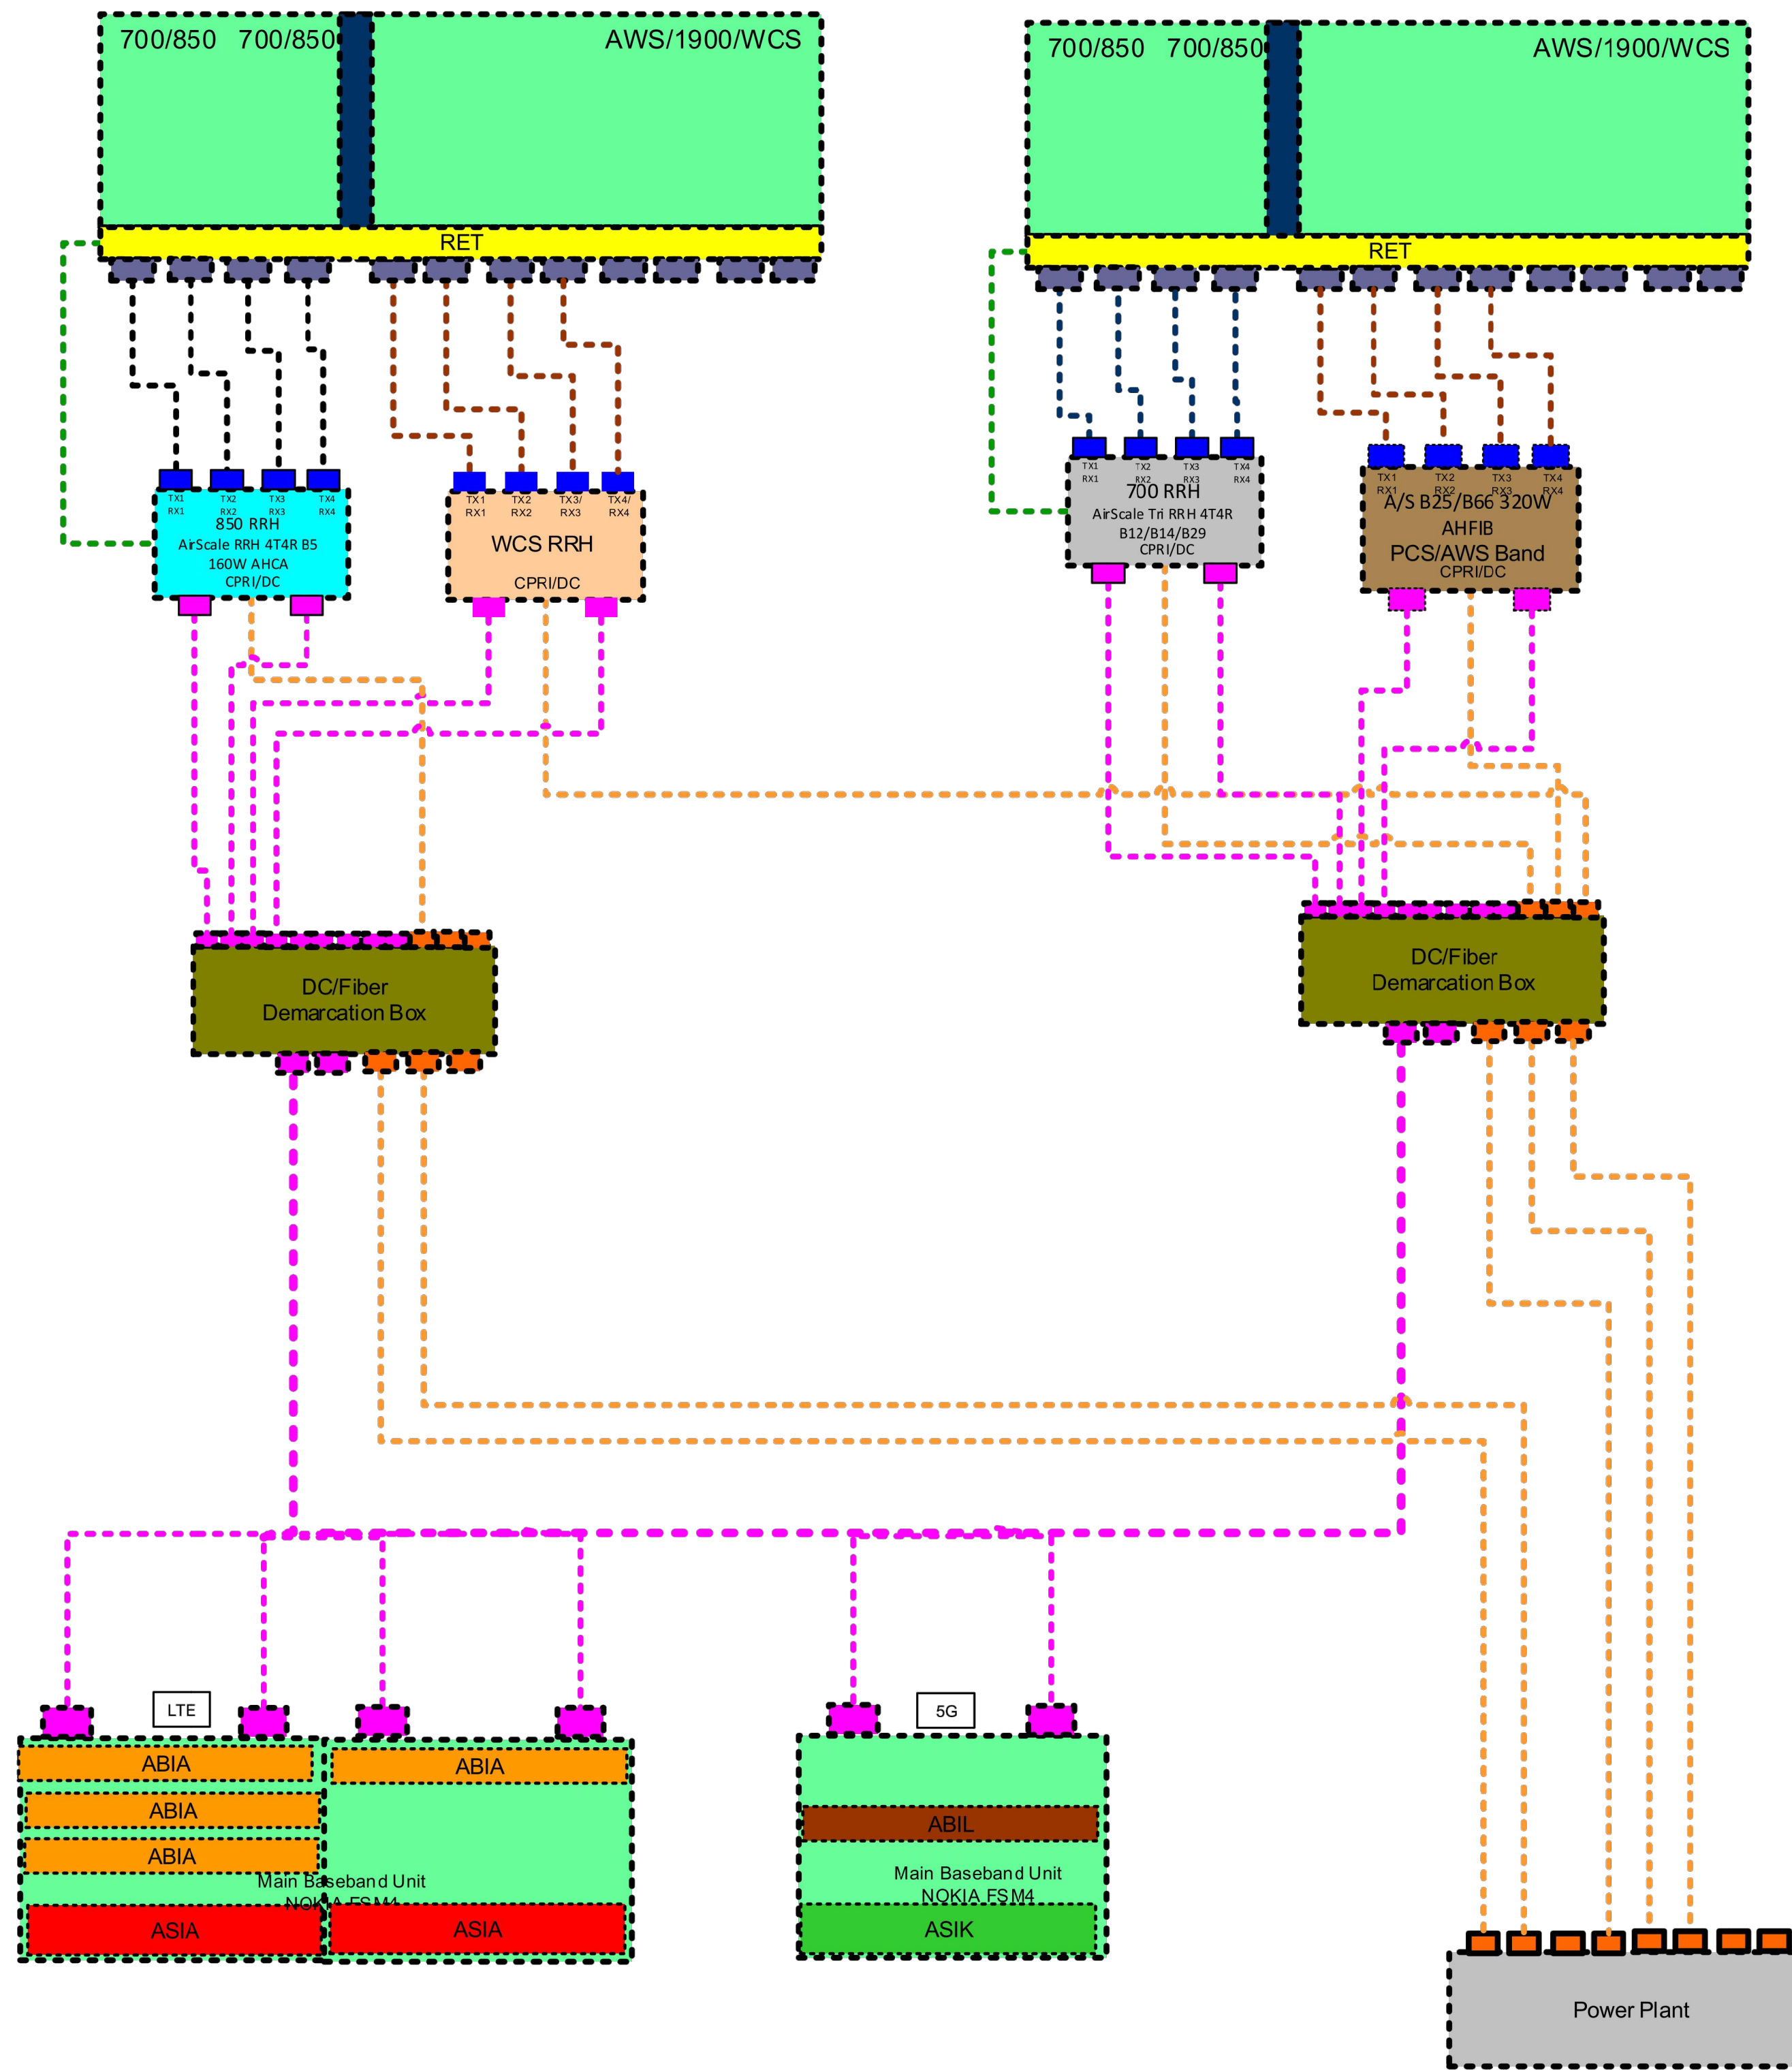 700/850 700/850 AWS/1900/WCS
RET
700/850 700/850 AWS/1900/WCS
RET
TX1 TX2 TX3 TX4
RX1 RX2 RX3 RX4
850 RRH
AirScale RRH 4T4R B5
160W AHCA
CPRI/DC
TX1 TX2 TX3/ TX4/
RX1 RX2 RX3 RX4
WCS RRH
CPRI/DC
TX1 TX2 TX3 TX4
RX1 RX2 RX3 RX4
700 RRH
AirScale Tri RRH 4T4R
B12/B14/B29
CPRI/DC
TX1 TX2 TX3 TX4
RX1 RX2 RX3 RX4
A/S B25/B66 320W
AHFIB
PCS/AWS Band
CPRI/DC
DC/Fiber
Demarcation Box
DC/Fiber
Demarcation Box
LTE
ABIA
ABIA
ABIA
ABIA
Main Baseband Unit
NOKIA FSM4
ASIA
ASIA
5G
ABIL
Main Baseband Unit
NOKIA FSM4
ASIK
Power Plant